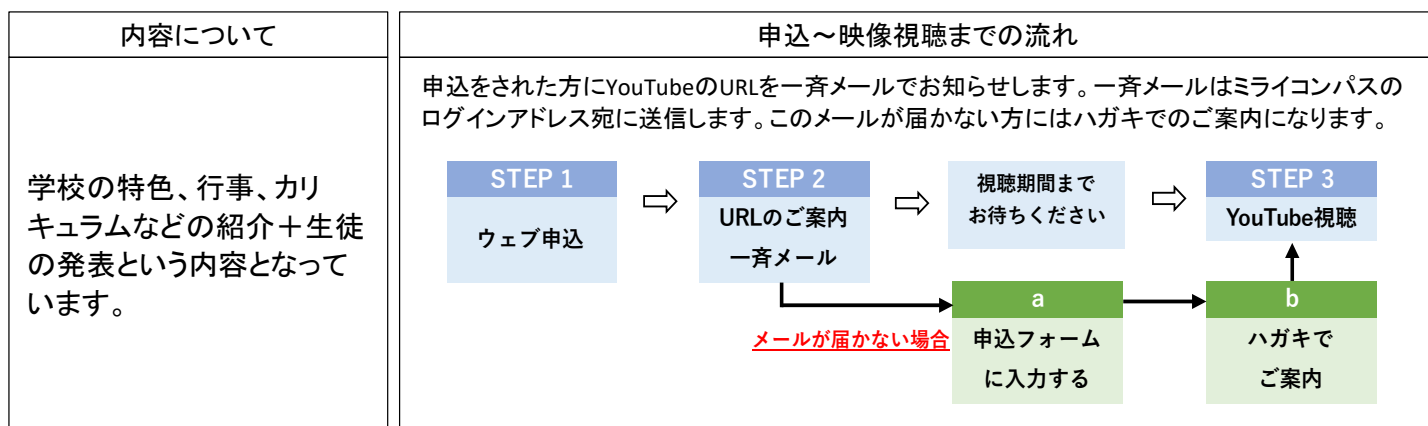 内容について
学校の特色、行事、カリ
キュラムなどの紹介＋生徒
の発表という内容となって
います。
申込～映像視聴までの流れ
申込をされた方にYouTubeのURLを一斉メールでお知らせします。一斉メールはミライコンパスの
ログインアドレス宛に送信します。このメールが届かない方にはハガキでのご案内になります。
STEP 1
ウェブ申込
STEP 2
URLのご案内
一斉メール
視聴期間まで
お待ちください
STEP 3
YouTube視聴
メールが届かない場合
a
申込フォーム
に入力する
b
ハガキで
ご案内